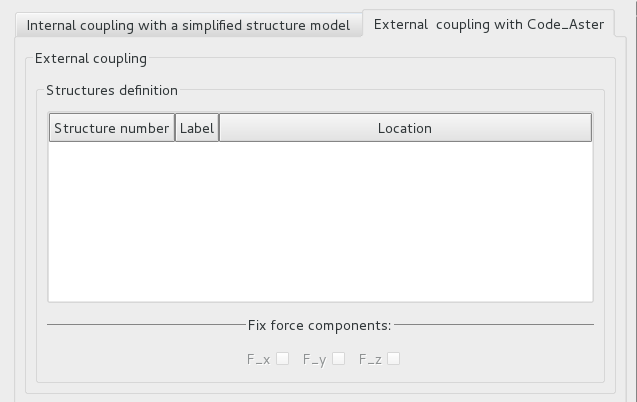 Internal coupling with a simplified structure model External coupling with Code_Aster
External coupling
Structures definition
Structure number Label Location
Fix force components:
F_x F_y F_z